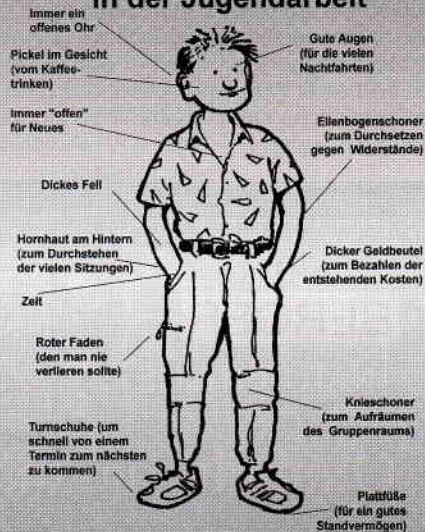 in der Jugendarbeit
Immer ein
offenes Ohr
Gute Augen
(für die vielen
Nachtfahrten)
Pickel im Gesicht
(vom Kaffee-
trinken)
Immer "offen"
für Neues
Ellenbogenschoner
(zum Durchsetzen
gegen Widerstände)
Dickes Fell
Hornhaut am Hintern
(zum Durchstehen
der vielen Sitzungen)
Dicker Geldbeutel
(zum Bezahlen der
entstehenden Kosten)
Zeit
Roter Faden
(den man nie
verlieren sollte)
Knieschoner
(zum Aufräumen
des Gruppenraums)
Turnschuhe (um
schnell von einem
Termin zum nächsten
zu kommen)
Plattfüße
(für ein gutes
Standvermögen)